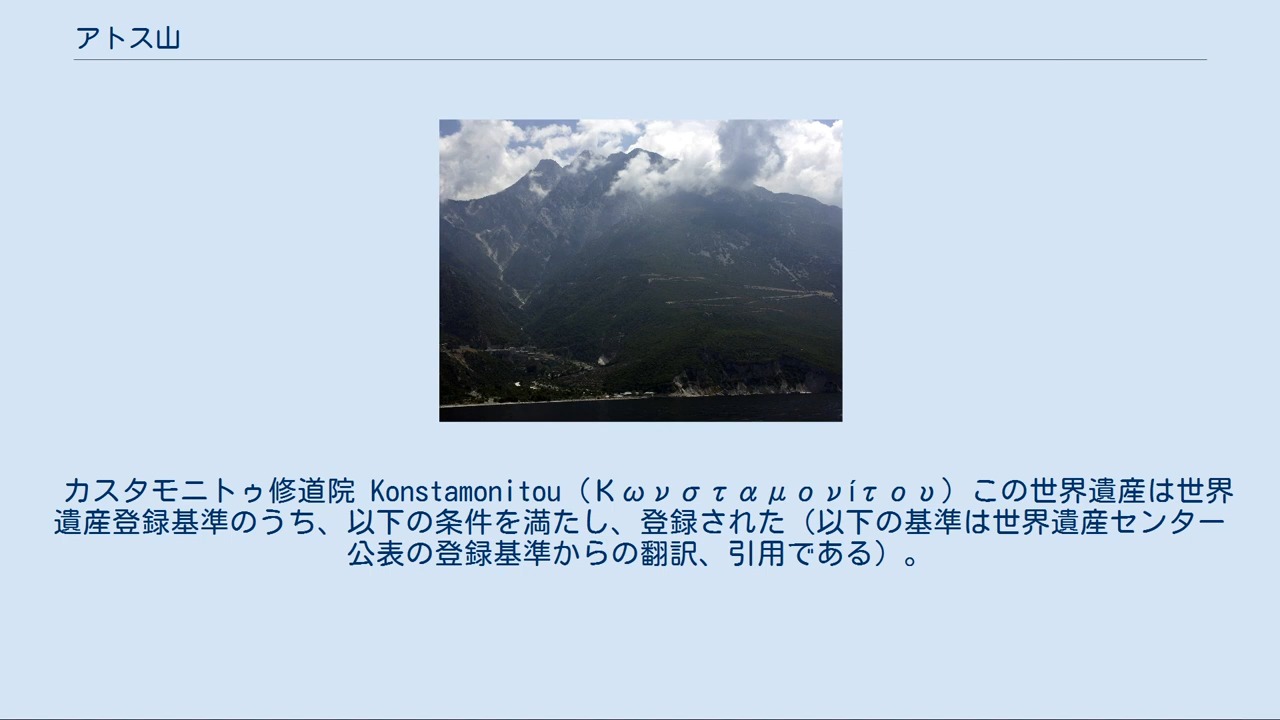 アトス山
カスタモニトゥ修道院 Konstamonitou（Κωνσταμονίτου）この世界遺産は世界
遺産登録基準のうち、以下の条件を満たし、登録された（以下の基準は世界遺産センター
公表の登録基準からの翻訳、引用である）。